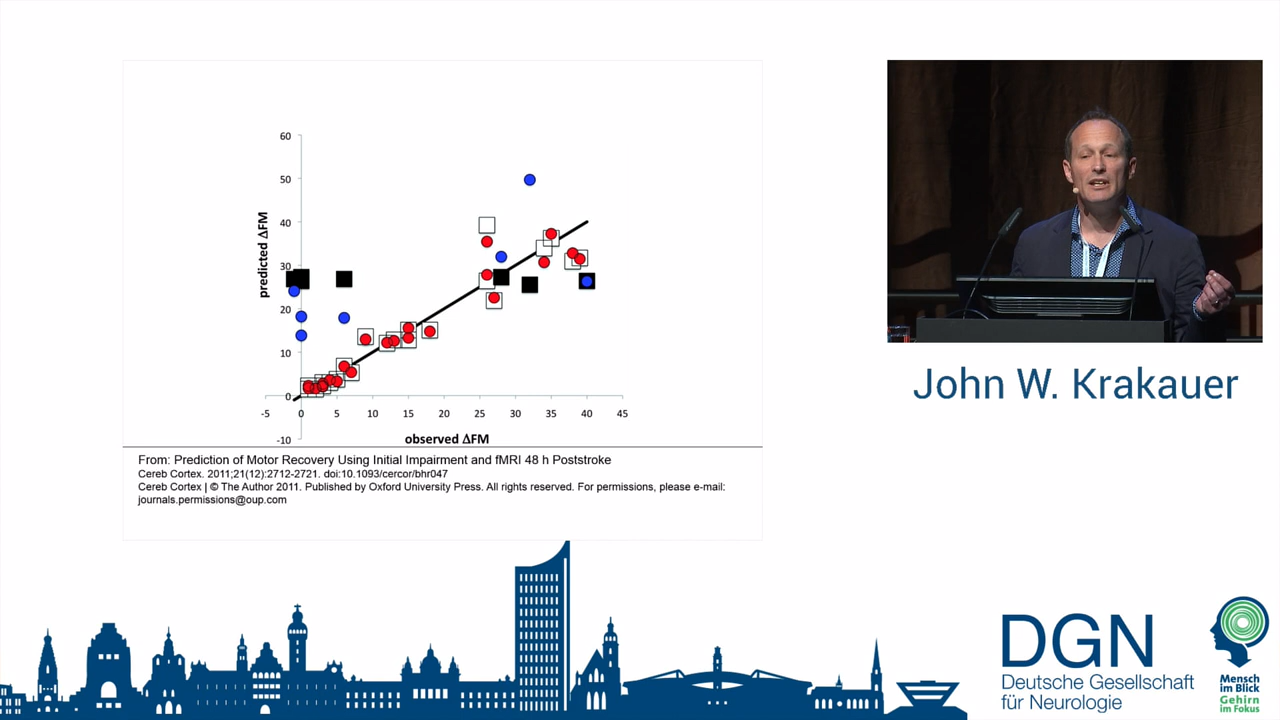 60
50
40
30
20
10
0
-10
predicted ΔFM
-5 0 5 10 15 20 25 30 35 40 45
observed ΔFM
From: Prediction of Motor Recovery Using Initial Impairment and fMRI 48 h Poststroke
Cereb Cortex. 2011;21(12):2712-2721. doi:10.1093/cercor/bhr047
Cereb Cortex | © The Author 2011. Published by Oxford University Press. All rights reserved. For permissions, please e-mail:
journals.permissions@oup.com
John W. Krakauer
DGN
Deutsche Gesellschaft
für Neurologie
Mensch
im Blick
Gehirn
im Fokus